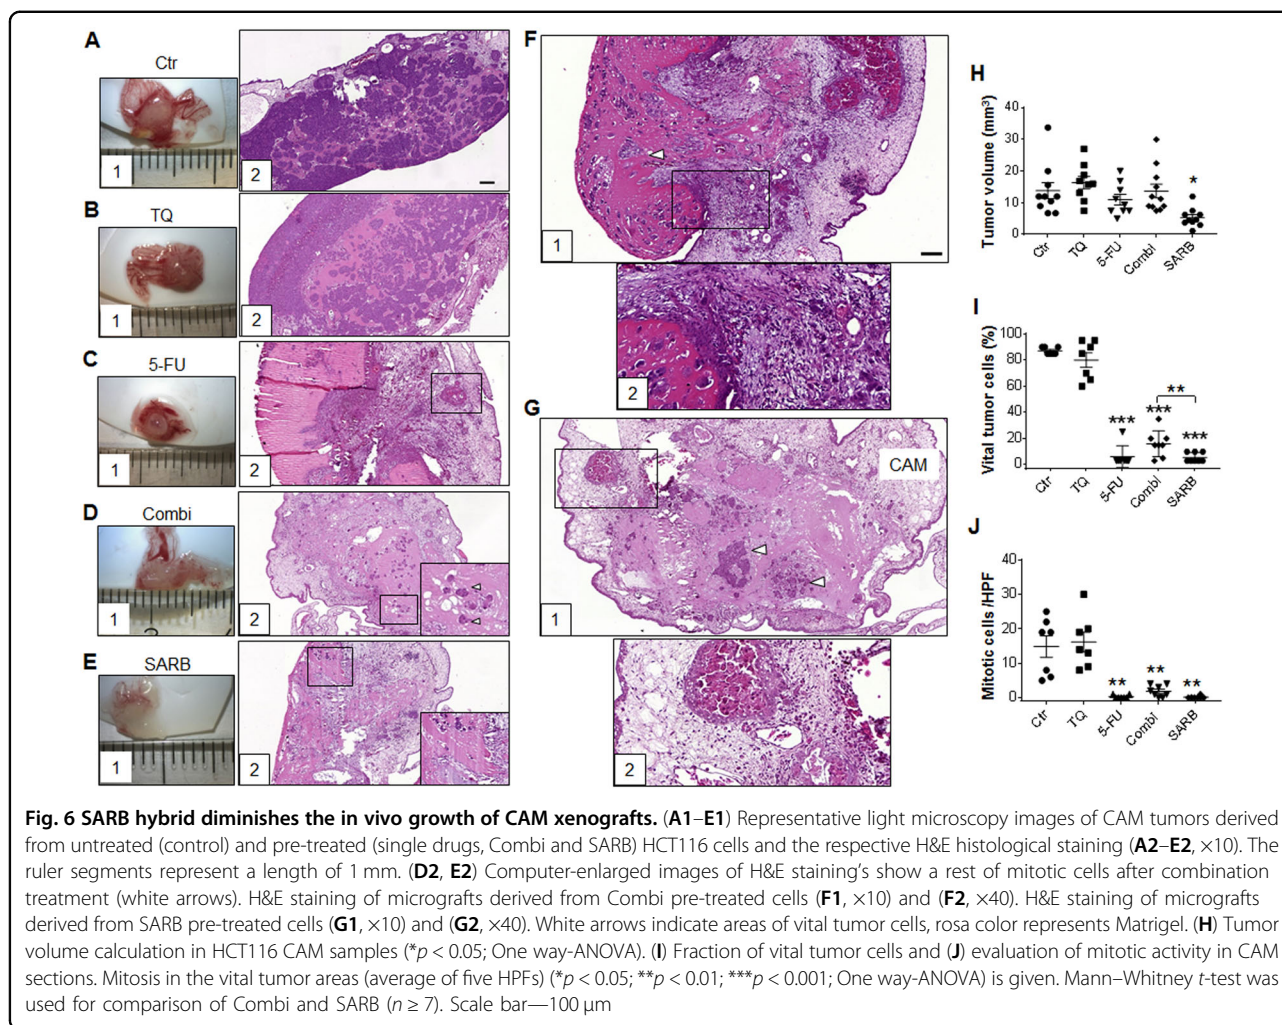 A
Ctr
1
2
B
TQ
1
2
C
5-FU
1
2
D
Combi
1
2
E
SARB
1
2
F
1
2
G
CAM
1
2
H
Tumor volume (mm³)
40
30
20
10
0
*
Ctr
TQ
5-FU
Combi
SARB
I
Vital tumor cells (%)
100
80
60
40
20
0
***
***
**
***
Ctr
TQ
5-FU
Combi
SARB
J
Mitotic cells /HPF
40
30
20
10
0
**
**
**
Ctr
TQ
5-FU
Combi
SARB
Fig. 6 SARB hybrid diminishes the in vivo growth of CAM xenografts. (A1–E1) Representative light microscopy images of CAM tumors derived
from untreated (control) and pre-treated (single drugs, Combi and SARB) HCT116 cells and the respective H&E histological staining (A2–E2, ×10). The
ruler segments represent a length of 1 mm. (D2, E2) Computer-enlarged images of H&E staining's show a rest of mitotic cells after combination
treatment (white arrows). H&E staining of micrografts derived from Combi pre-treated cells (F1, ×10) and (F2, ×40). H&E staining of micrografts
derived from SARB pre-treated cells (G1, ×10) and (G2, ×40). White arrows indicate areas of vital tumor cells, rosa color represents Matrigel. (H) Tumor
volume calculation in HCT116 CAM samples (*p < 0.05; One way-ANOVA). (I) Fraction of vital tumor cells and (J) evaluation of mitotic activity in CAM
sections. Mitosis in the vital tumor areas (average of five HPFs) (*p < 0.05; **p < 0.01; ***p < 0.001; One way-ANOVA) is given. Mann–Whitney t-test was
used for comparison of Combi and SARB (n ≥ 7). Scale bar—100 µm